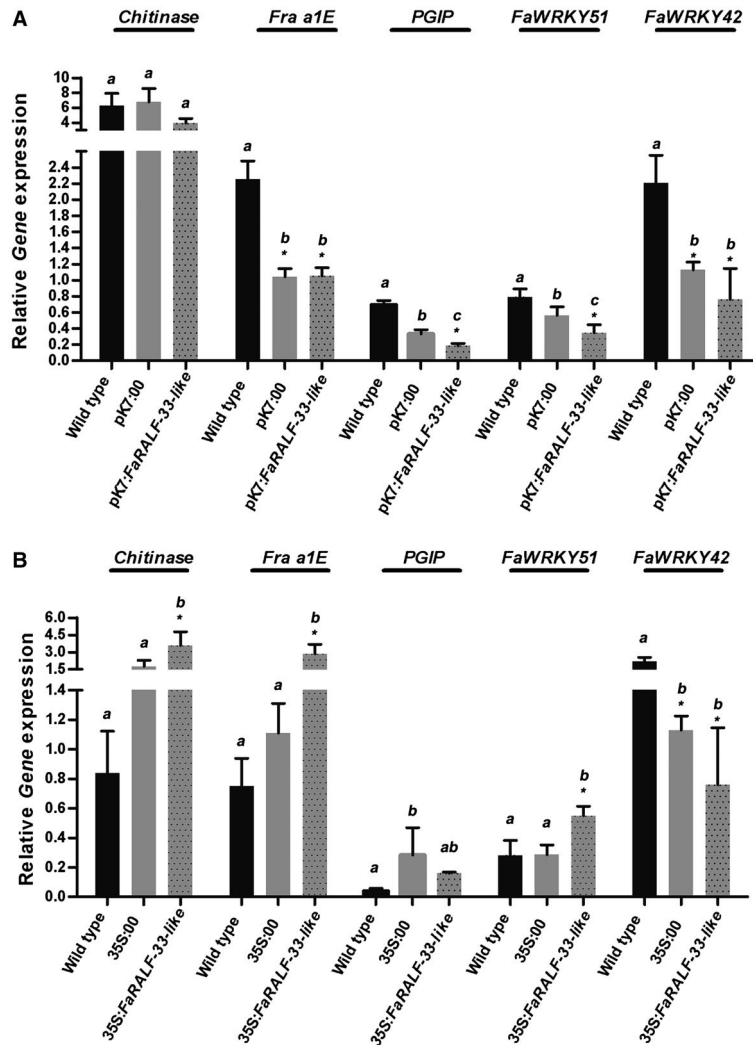 A
Chitinase Fra a1E PGIP FaWRKY51 FaWRKY42
Relative Gene expression
10
8
6
4
2.4
2.2
2.0
1.8
1.6
1.4
1.2
1.0
0.8
0.6
0.4
0.2
0.0
a a a
a b * b *
a b c *
a b c *
a b * b *
Wild type pK7:00 pK7:FaRALF-33-like
Wild type pK7:00 pK7:FaRALF-33-like
Wild type pK7:00 pK7:FaRALF-33-like
Wild type pK7:00 pK7:FaRALF-33-like
Wild type pK7:00 pK7:FaRALF-33-like
B
Chitinase Fra a1E PGIP FaWRKY51 FaWRKY42
Relative Gene expression
6.0
4.5
3.0
1.5
1.4
1.2
1.0
0.8
0.6
0.4
0.2
0.0
a a b *
a a b *
a b ab
a a b *
a b * b *
Wild type 35S:00 35S:FaRALF-33-like
Wild type 35S:00 35S:FaRALF-33-like
Wild type 35S:00 35S:FaRALF-33-like
Wild type 35S:00 35S:FaRALF-33-like
Wild type 35S:00 35S:FaRALF-33-like